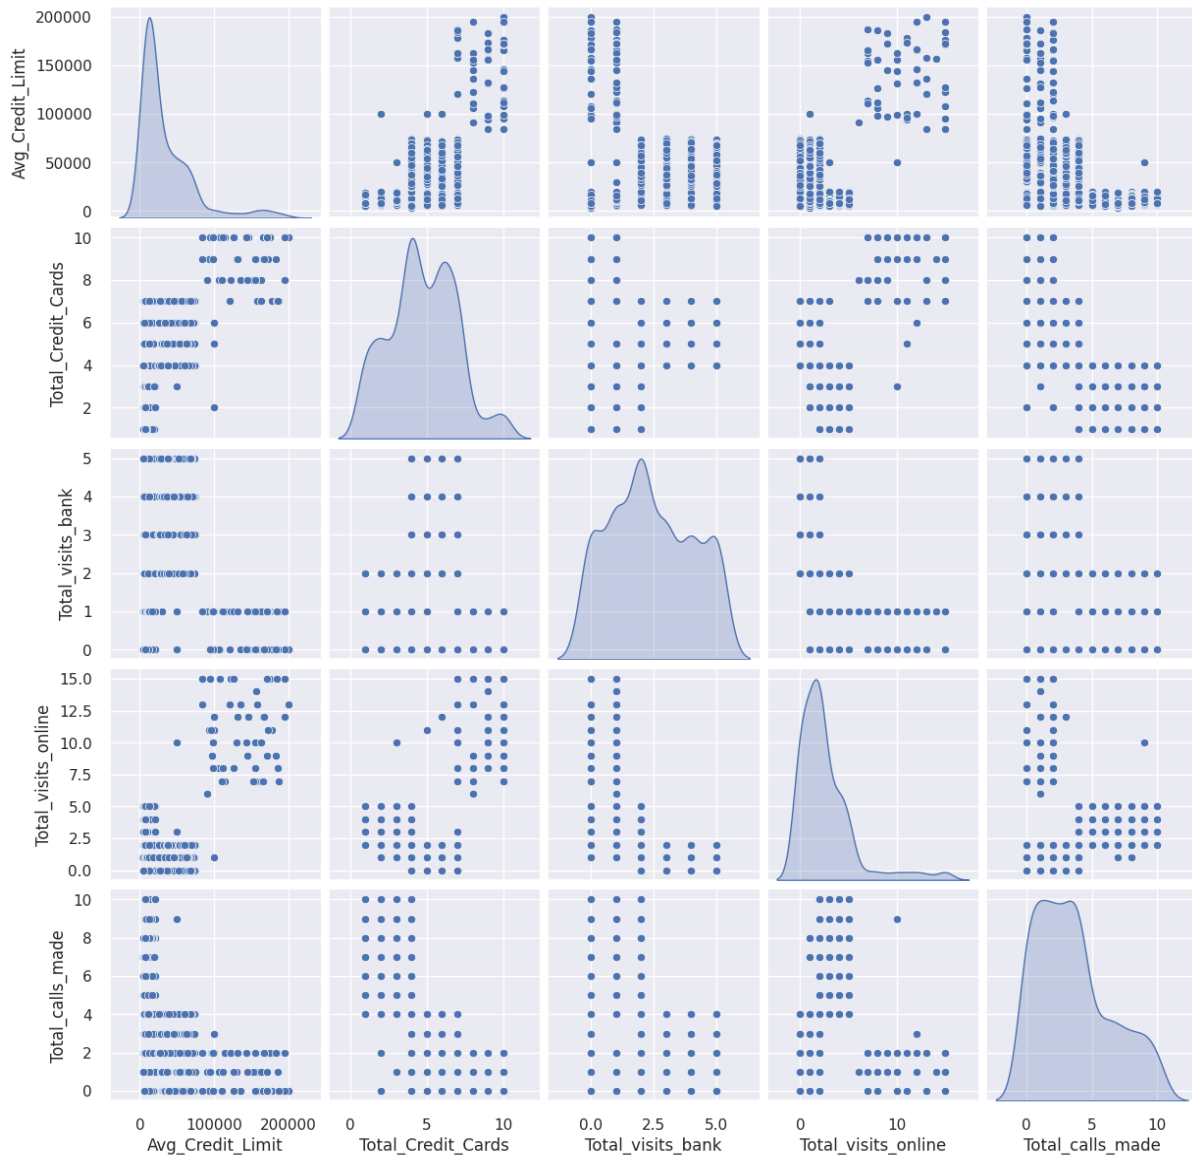 200000
150000
100000
50000
0
Avg_Credit_Limit
10
8
6
4
2
Total_Credit_Cards
5
4
3
2
1
0
Total_visits_bank
15.0
12.5
10.0
7.5
5.0
2.5
0.0
Total_visits_online
10
8
6
4
2
0
Total_calls_made
0 100000 200000
Avg_Credit_Limit
0 5 10
Total_Credit_Cards
0.0 2.5 5.0
Total_visits_bank
0 10
Total_visits_online
0 5 10
Total_calls_made